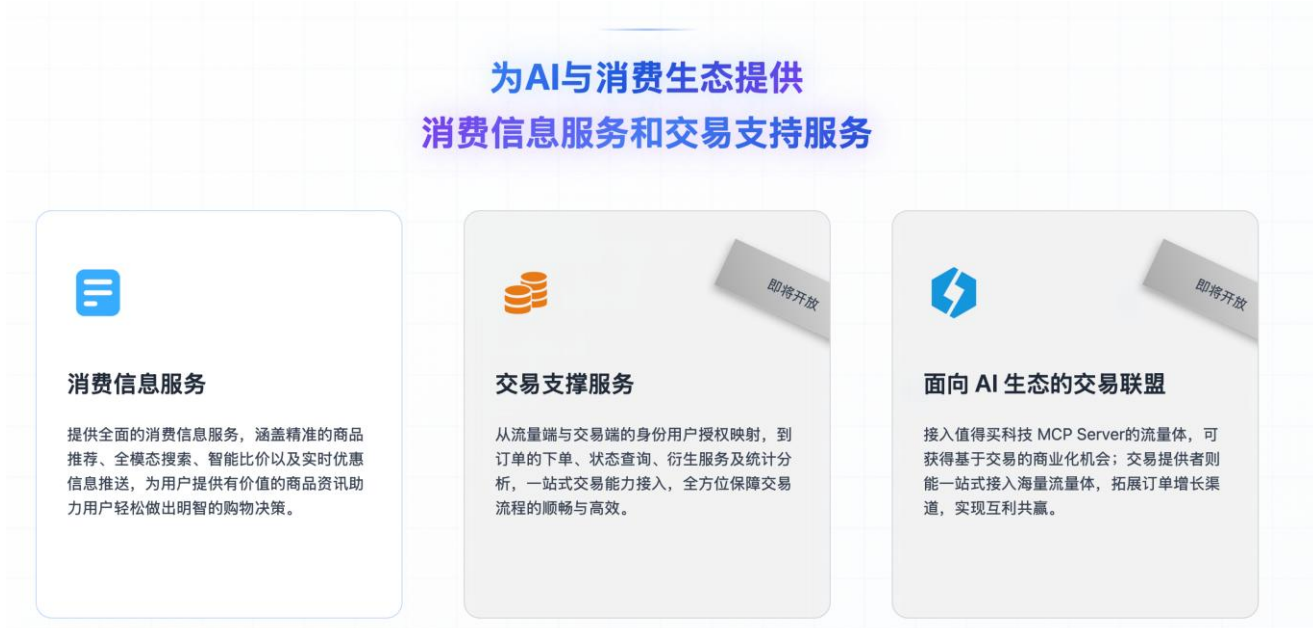 为AI与消费生态提供
消费信息服务和交易支持服务
消费信息服务
提供全面的消费信息服务，涵盖精准的商品
推荐、全模态搜索、智能比价以及实时优惠
信息推送，为用户提供有价值的商品资讯助
力用户轻松做出明智的购物决策。
即将开放
交易支撑服务
从流量端与交易端的身份用户授权映射，到
订单的下单、状态查询、衍生服务及统计分
析，一站式交易能力接入，全方位保障交易
流程的顺畅与高效。
即将开放
面向 AI 生态的交易联盟
接入值得买科技 MCP Server的流量体，可
获得基于交易的商业化机会；交易提供者则
能一站式接入海量流量体，拓展订单增长渠
道，实现互利共赢。